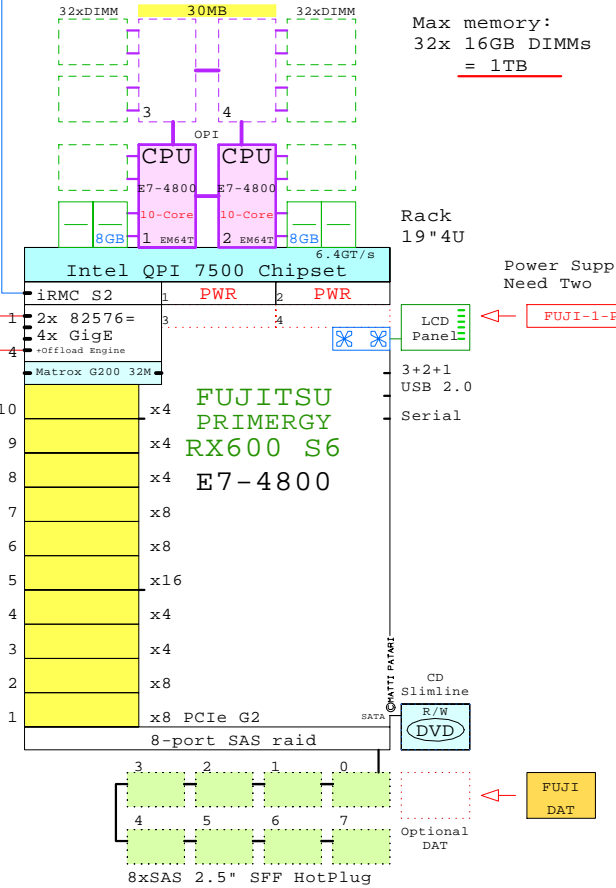 32xDIMM 30MB 32xDIMM
Max memory:
32x 16GB DIMMs
= 1TB
3 4
OPI
CPU CPU
E7-4800 E7-4800
10-Core 10-Core
8GB 1 EM64T 2 EM64T 8GB
Rack
19"4U
6.4GT/s
Intel QPI 7500 Chipset
Power Supp
Need Two
iRMC S2 1 PWR 2 PWR
1 2x 82576= 3 4
4x GigE
4 +Offload Engine
LCD
Panel
FUJI-1-P
Matrox G200 32M
3+2+1
USB 2.0
Serial
FUJITSU
PRIMERGY
RX600 S6
E7-4800
10 x4
9 x4
8 x4
7 x8
6 x8
5 x16
4 x4
3 x4
2 x8
1 x8 PCIe G2
©MATTI PATARI
SATA
CD
Slimline
R/W
DVD
8-port SAS raid
3 2 1 0
4 5 6 7
Optional
DAT
FUJI
DAT
8xSAS 2.5" SFF HotPlug